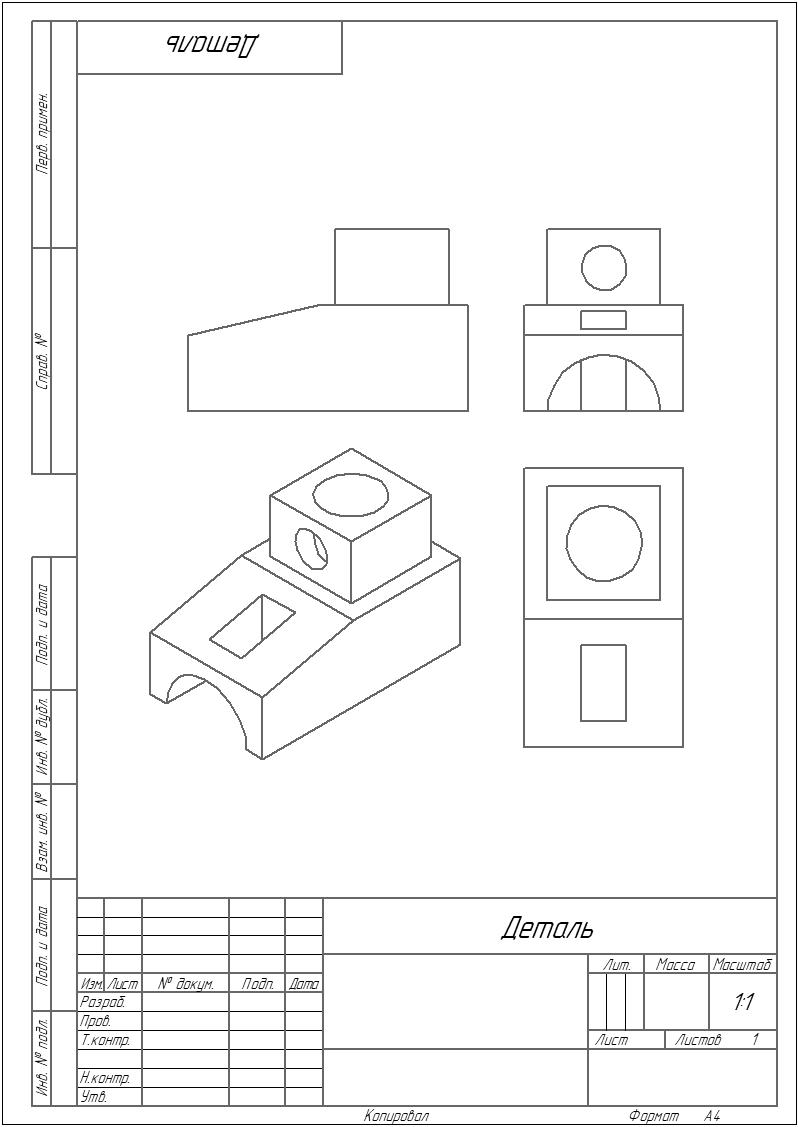 Деталь
Перв. примен.
Справ. №
Подп. и дата
Инв. № дубл.
Взам. инв. №
Подп. и дата
Инв. № подл.
Деталь
Лит. Масса Масштаб
Изм. Лист № докум. Подп. Дата
Разраб.
1:1
Пров.
Т.контр.
Лист Листов 1
Н.контр.
Утв.
Копировал Формат А4